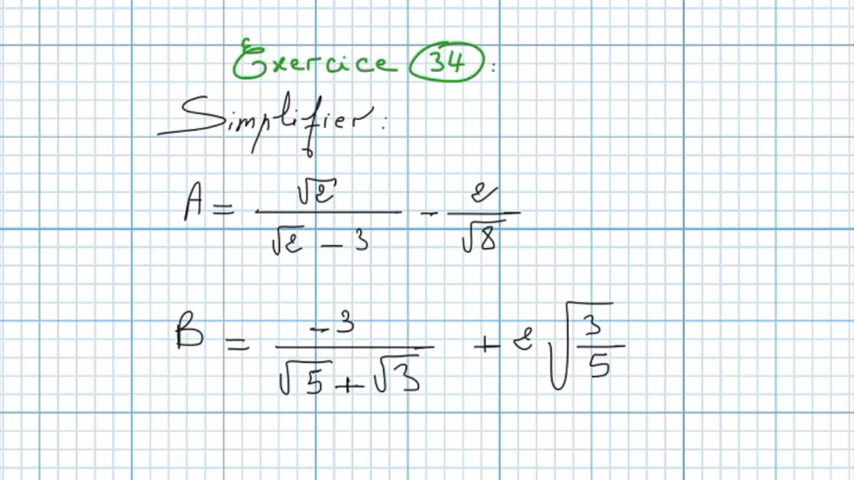 Exercice 34 :
Simplifier :
A = √2 / (√2 - 3) - 2 / √8
B = -3 / (√5 + √3) + 2 √(3/5)